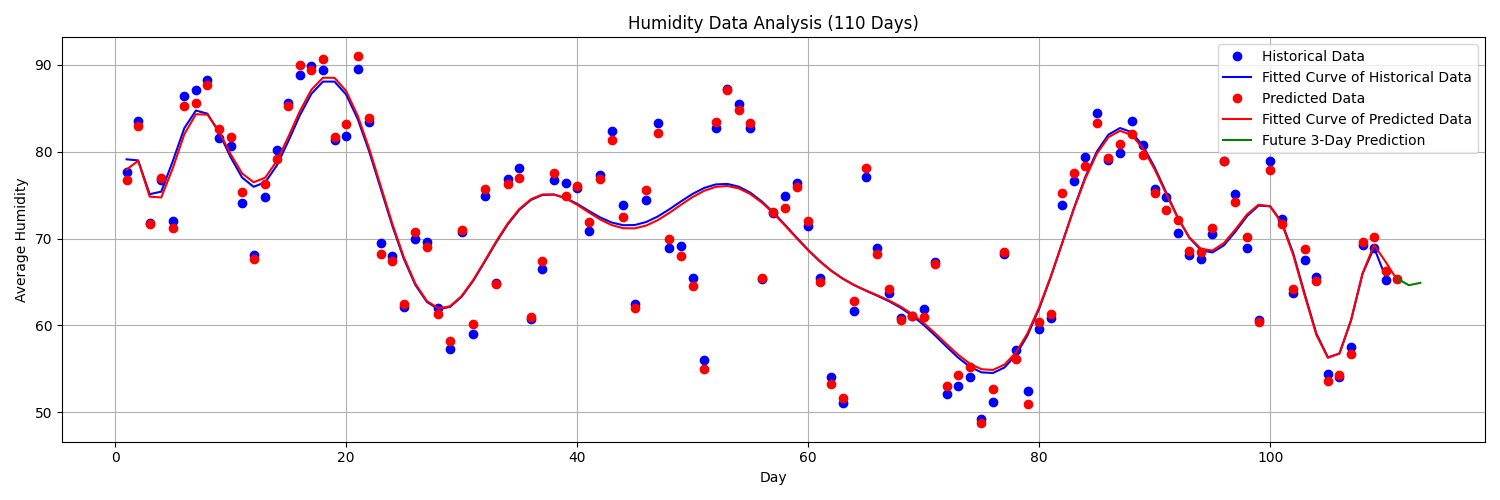 Humidity Data Analysis (110 Days)
Historical Data
Fitted Curve of Historical Data
Predicted Data
Fitted Curve of Predicted Data
Future 3-Day Prediction
Average Humidity
90
80
70
60
50
0 20 40 60 80 100
Day